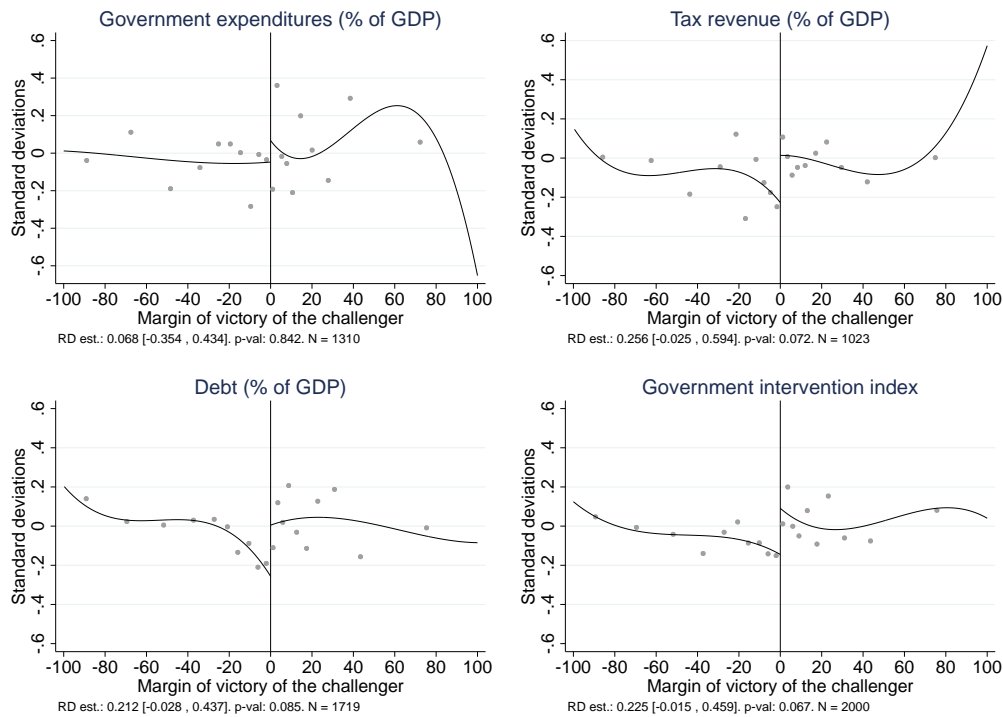 Government expenditures (% of GDP)
Standard deviations
.6
.4
.2
0
-.2
-.4
-.6
-100 -80 -60 -40 -20 0 20 40 60 80 100
Margin of victory of the challenger
RD est.: 0.068 [-0.354 , 0.434]. p-val: 0.842. N = 1310
Tax revenue (% of GDP)
Standard deviations
.6
.4
.2
0
-.2
-.4
-.6
-100 -80 -60 -40 -20 0 20 40 60 80 100
Margin of victory of the challenger
RD est.: 0.256 [-0.025 , 0.594]. p-val: 0.072. N = 1023
Debt (% of GDP)
Standard deviations
.6
.4
.2
0
-.2
-.4
-.6
-100 -80 -60 -40 -20 0 20 40 60 80 100
Margin of victory of the challenger
RD est.: 0.212 [-0.028 , 0.437]. p-val: 0.085. N = 1719
Government intervention index
Standard deviations
.6
.4
.2
0
-.2
-.4
-.6
-100 -80 -60 -40 -20 0 20 40 60 80 100
Margin of victory of the challenger
RD est.: 0.225 [-0.015 , 0.459]. p-val: 0.067. N = 2000